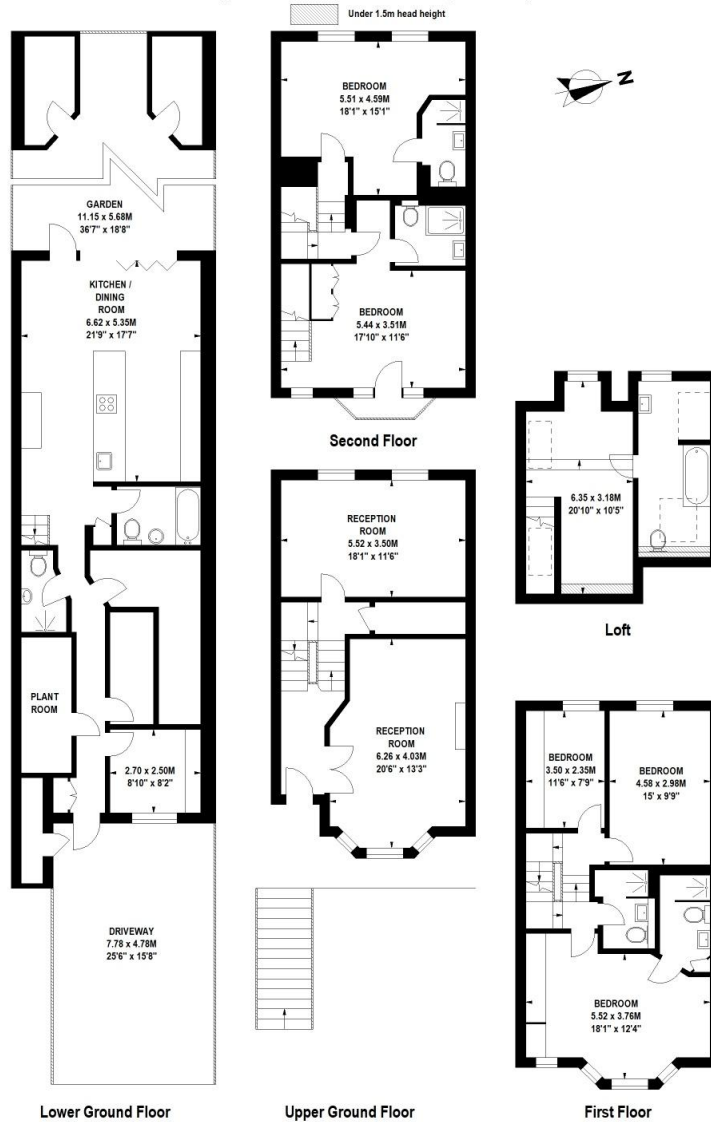 Under 1.5m head height
N
GARDEN
11.15 x 5.68M
36'7" x 18'8"
KITCHEN /
DINING
ROOM
6.62 x 5.35M
21'9" x 17'7"
PLANT
ROOM
2.70 x 2.50M
8'10" x 8'2"
DRIVEWAY
7.78 x 4.78M
25'6" x 15'8"
Lower Ground Floor
BEDROOM
5.51 x 4.59M
18'1" x 15'1"
BEDROOM
5.44 x 3.51M
17'10" x 11'6"
Second Floor
RECEPTION
ROOM
5.52 x 3.50M
18'1" x 11'6"
RECEPTION
ROOM
6.26 x 4.03M
20'6" x 13'3"
Upper Ground Floor
6.35 x 3.18M
20'10" x 10'5"
Loft
BEDROOM
3.50 x 2.35M
11'6" x 7'9"
BEDROOM
4.58 x 2.98M
15' x 9'9"
BEDROOM
5.52 x 3.76M
18'1" x 12'4"
First Floor